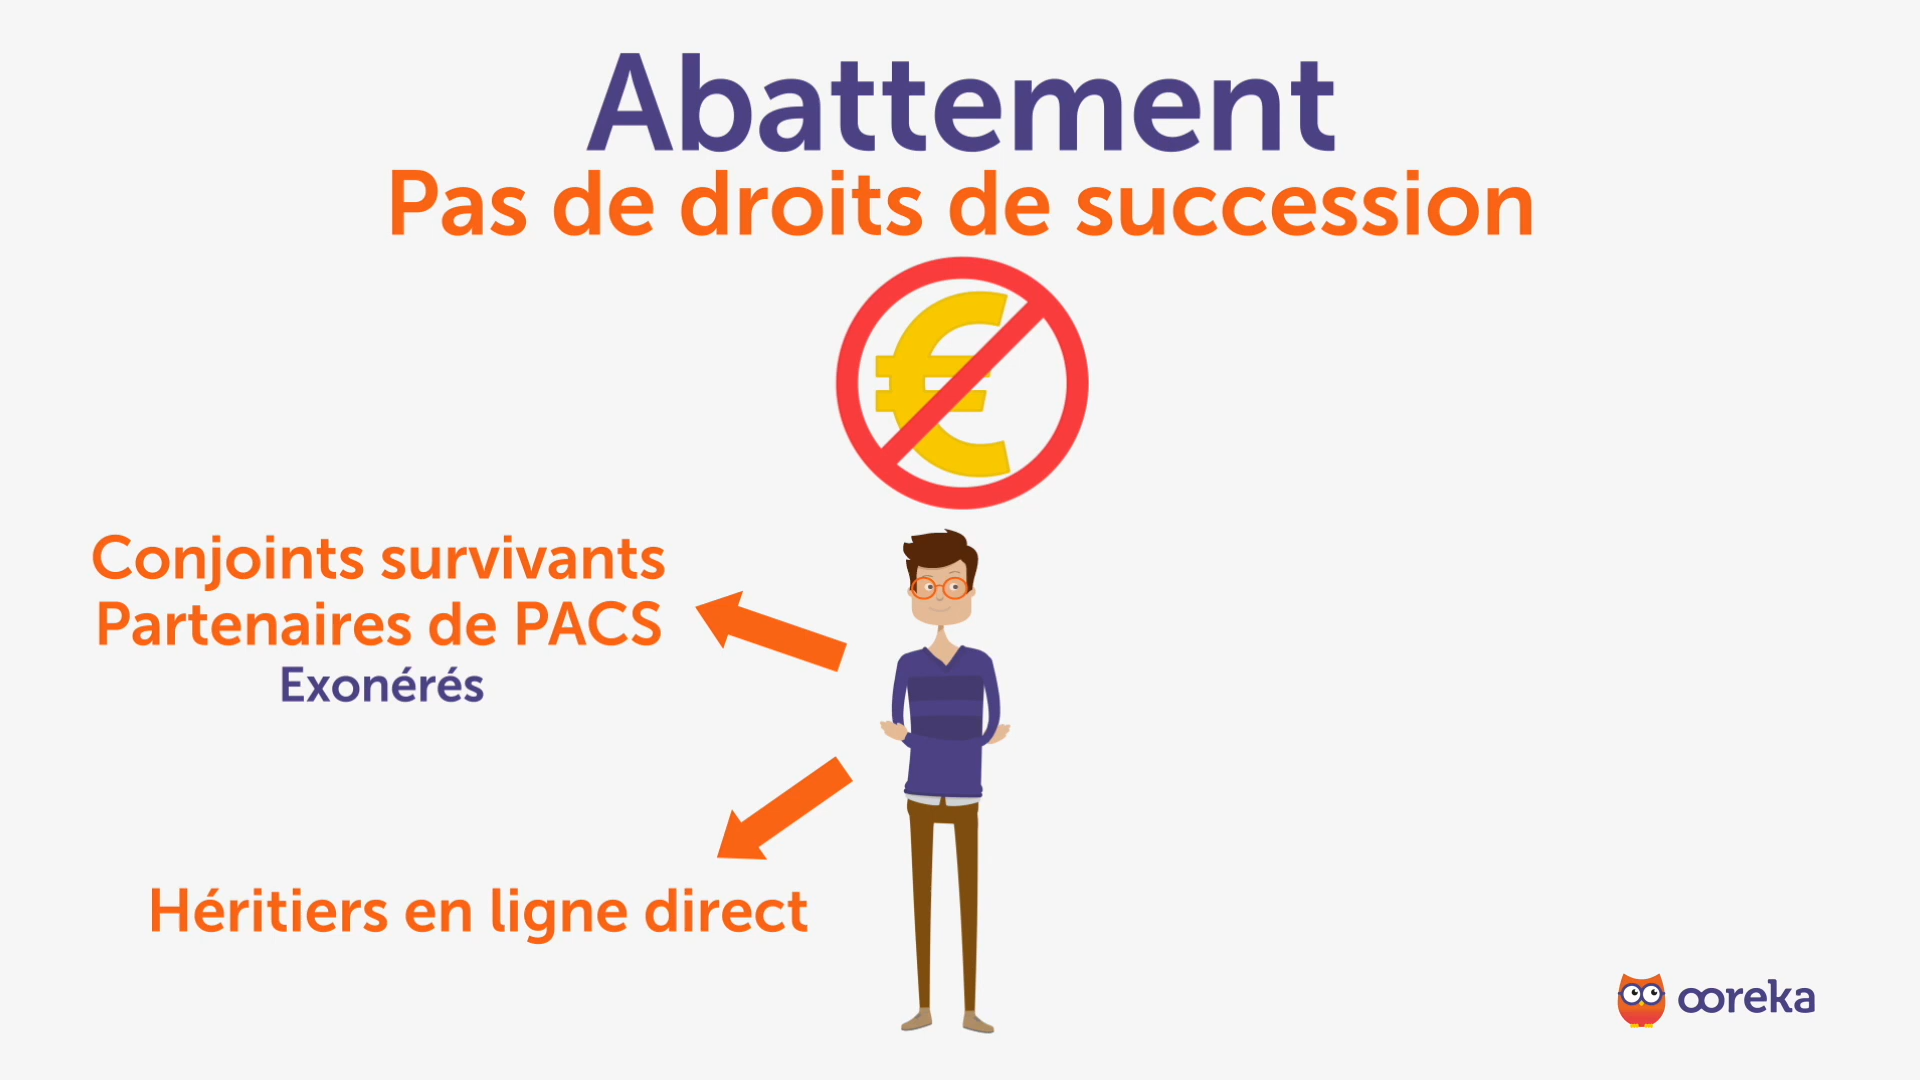 Abattement
Pas de droits de succession
€
Conjoints survivants
Partenaires de PACS
Exonérés
Héritiers en ligne direct
ooreka